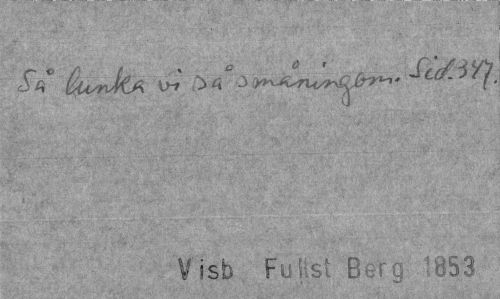 Så lunka vi så småningom. Sid. 347.
Visb Fullst Berg 1853